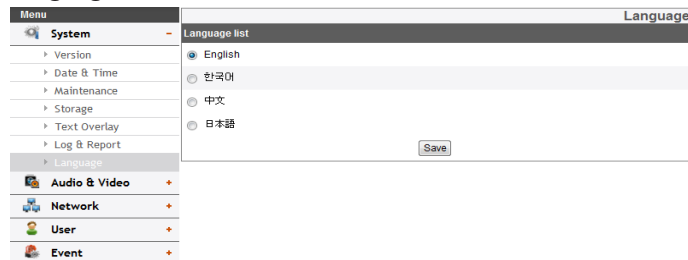 Menu
Language
System
Language list
Version
English
Date & Time
한국어
Maintenance
Storage
中文
Text Overlay
日本語
Log & Report
Save
Language
Audio & Video
Network
User
Event